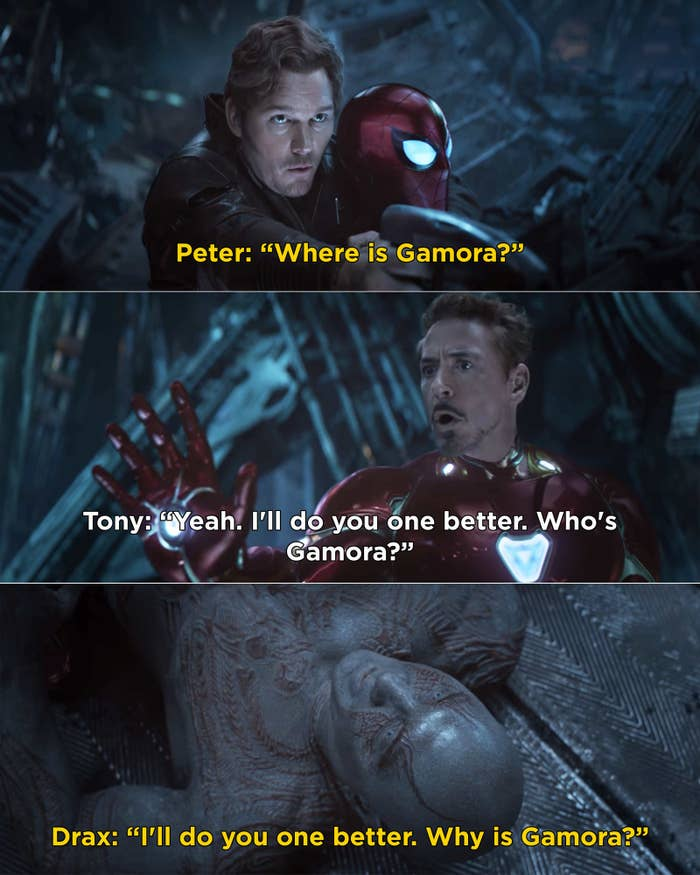 Peter: “Where is Gamora?”
Tony: “Yeah. I'll do you one better. Who's
Gamora?”
Drax: “I'll do you one better. Why is Gamora?”